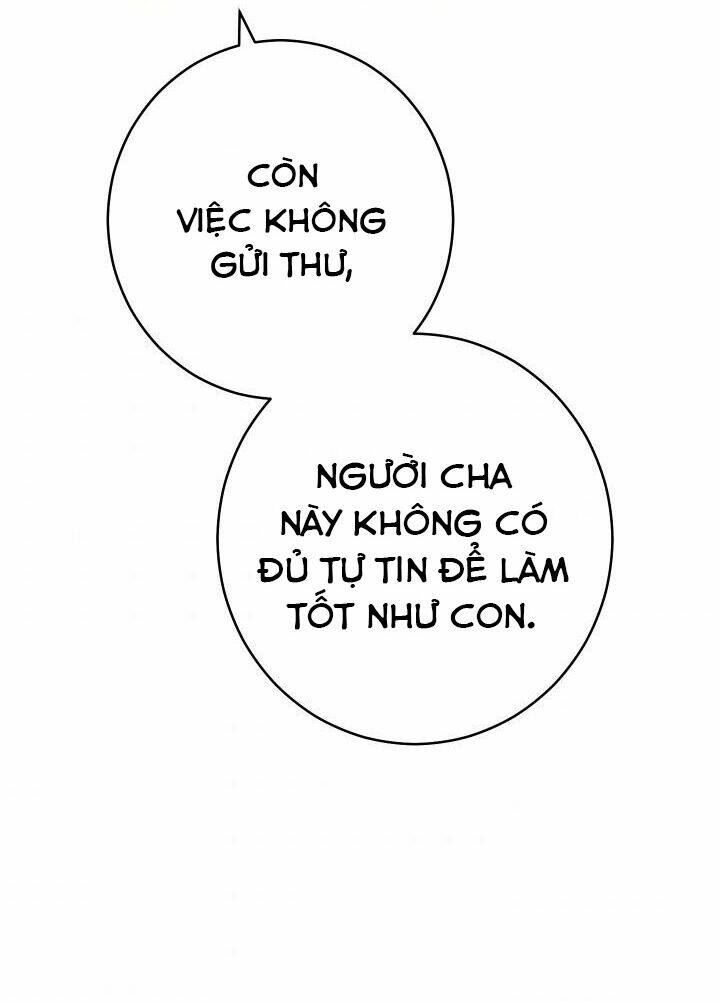 CÒN
VIỆC KHÔNG
GỬI THƯ,
NGƯỜI CHA
NÀY KHÔNG CÓ
ĐỦ TỰ TIN ĐỂ LÀM
TỐT NHƯ CON.